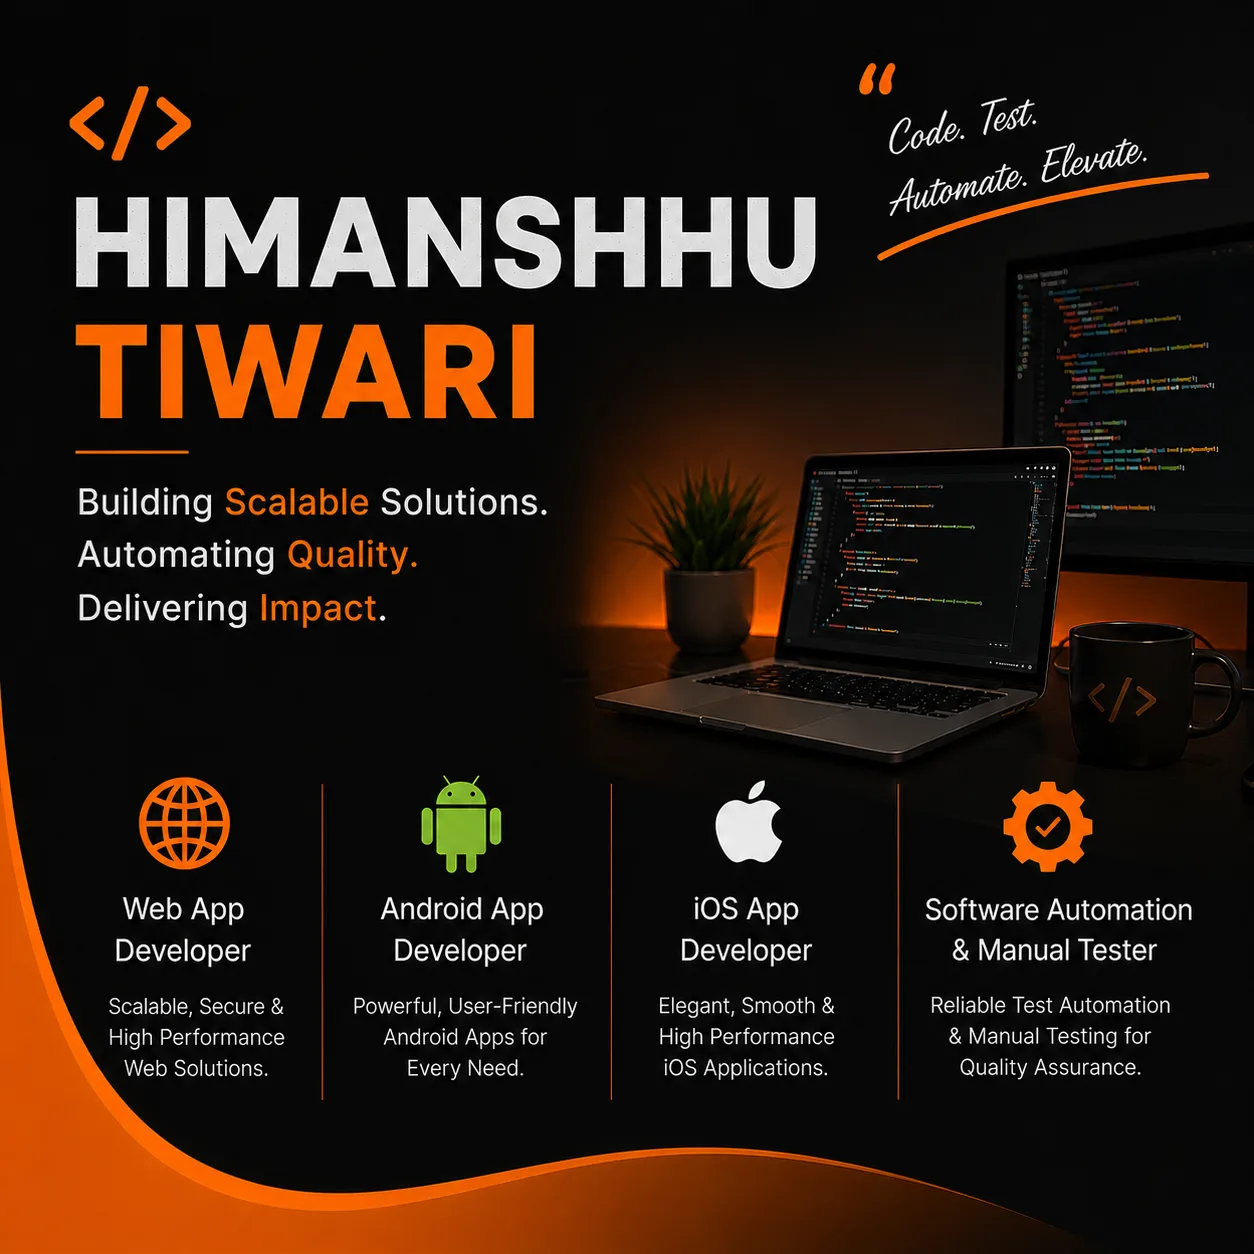 </>
HIMANSHHU
TIWARI
“
Code. Test.
Automate. Elevate.
Building Scalable Solutions.
Automating Quality.
Delivering Impact.
</>
Web App
Developer
Scalable, Secure &
High Performance
Web Solutions.
Android App
Developer
Powerful, User-Friendly
Android Apps for
Every Need.
iOS App
Developer
Elegant, Smooth &
High Performance
iOS Applications.
Software Automation
& Manual Tester
Reliable Test Automation
& Manual Testing for
Quality Assurance.